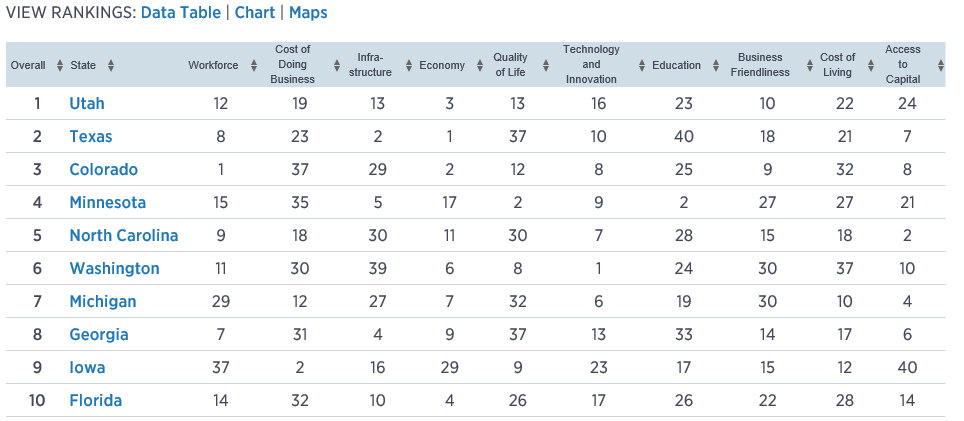 VIEW RANKINGS: Data Table | Chart | Maps
Overall State Workforce Cost of Doing Business Infra-structure Economy Quality of Life Technology and Innovation Education Business Friendliness Cost of Living Access to Capital
1 Utah 12 19 13 3 13 16 23 10 22 24
2 Texas 8 23 2 1 37 10 40 18 21 7
3 Colorado 1 37 29 2 12 8 25 9 32 8
4 Minnesota 15 35 5 17 2 9 2 27 27 21
5 North Carolina 9 18 30 11 30 7 28 15 18 2
6 Washington 11 30 39 6 8 1 24 30 37 10
7 Michigan 29 12 27 7 32 6 19 30 10 4
8 Georgia 7 31 4 9 37 13 33 14 17 6
9 Iowa 37 2 16 29 9 23 17 15 12 40
10 Florida 14 32 10 4 26 17 26 22 28 14